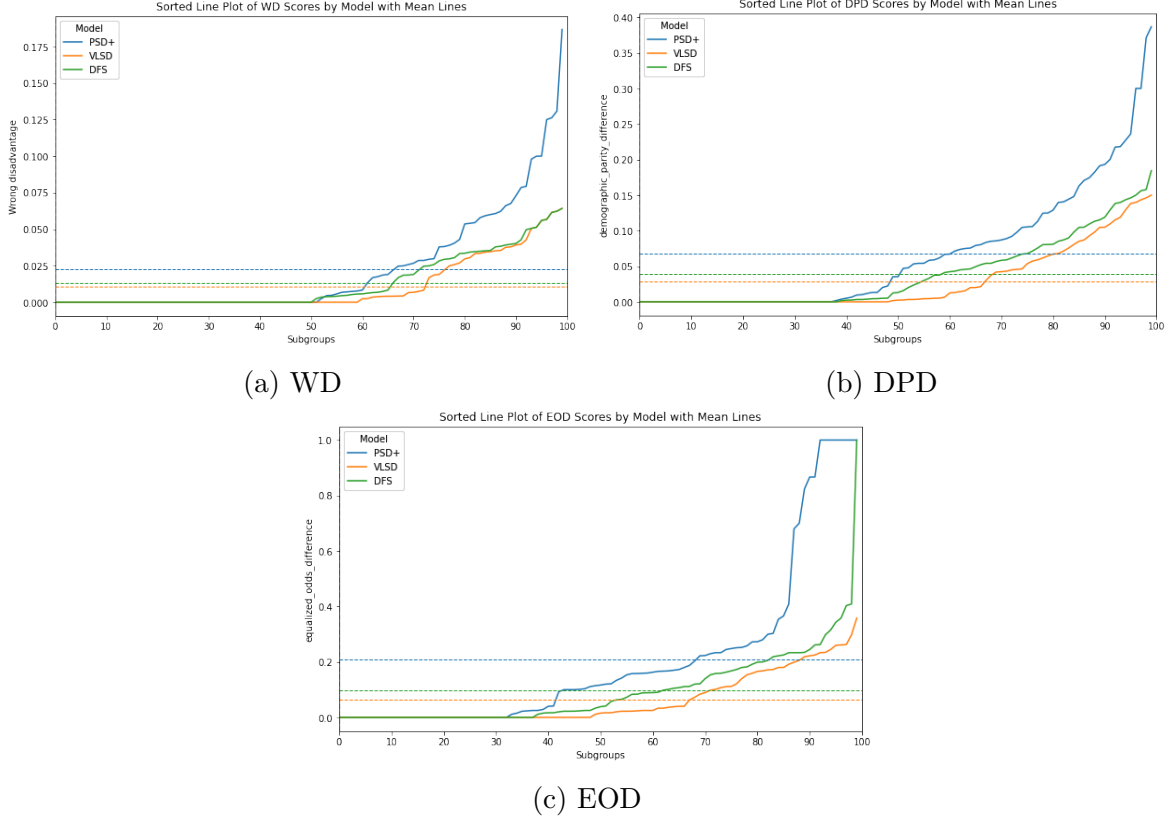 Sorted Line Plot of WD Scores by Model with Mean Lines
Model
PSD+
VLSD
DFS
Wrong disadvantage
0.175
0.150
0.125
0.100
0.075
0.050
0.025
0.000
0 10 20 30 40 50 60 70 80 90 100
Subgroups
(a) WD
Sorted Line Plot of DPD Scores by Model with Mean Lines
Model
PSD+
VLSD
DFS
demographic_parity_difference
0.40
0.35
0.30
0.25
0.20
0.15
0.10
0.05
0.00
0 10 20 30 40 50 60 70 80 90 100
Subgroups
(b) DPD
Sorted Line Plot of EOD Scores by Model with Mean Lines
Model
PSD+
VLSD
DFS
equalized_odds_difference
1.0
0.8
0.6
0.4
0.2
0.0
0 10 20 30 40 50 60 70 80 90 100
Subgroups
(c) EOD